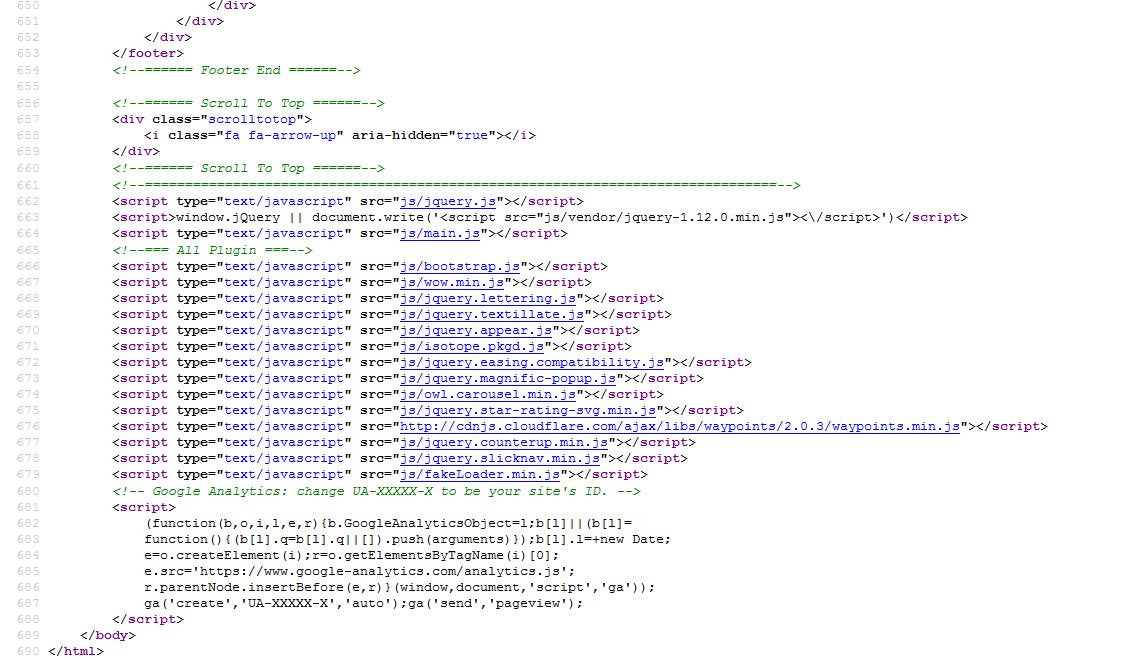 650                     </div>
651                 </div>
652             </div>
653         </footer>
654         <!--====== Footer End ======-->
655
656         <!--====== Scroll To Top ======-->
657         <div class="scrolltotop">
658             <i class="fa fa-arrow-up" aria-hidden="true"></i>
659         </div>
660         <!--====== Scroll To Top ======-->
661         <!--===============================================================================-->
662         <script type="text/javascript" src="js/jquery.js"></script>
663         <script>window.jQuery || document.write('<script src="js/vendor/jquery-1.12.0.min.js"><\/script>')</script>
664         <script type="text/javascript" src="js/main.js"></script>
665         <!--=== All Plugin ===-->
666         <script type="text/javascript" src="js/bootstrap.js"></script>
667         <script type="text/javascript" src="js/wow.min.js"></script>
668         <script type="text/javascript" src="js/jquery.lettering.js"></script>
669         <script type="text/javascript" src="js/jquery.textillate.js"></script>
670         <script type="text/javascript" src="js/jquery.appear.js"></script>
671         <script type="text/javascript" src="js/isotope.pkgd.js"></script>
672         <script type="text/javascript" src="js/jquery.easing.compatibility.js"></script>
673         <script type="text/javascript" src="js/jquery.magnific-popup.js"></script>
674         <script type="text/javascript" src="js/owl.carousel.min.js"></script>
675         <script type="text/javascript" src="js/jquery.star-rating-svg.min.js"></script>
676         <script type="text/javascript" src="http://cdnjs.cloudflare.com/ajax/libs/waypoints/2.0.3/waypoints.min.js"></script>
677         <script type="text/javascript" src="js/jquery.counterup.min.js"></script>
678         <script type="text/javascript" src="js/jquery.slicknav.min.js"></script>
679         <script type="text/javascript" src="js/fakeLoader.min.js"></script>
680         <!-- Google Analytics: change UA-XXXXX-X to be your site's ID. -->
681         <script>
682             (function(b,o,i,l,e,r){b.GoogleAnalyticsObject=l;b[l]||(b[l]=
683             function(){(b[l].q=b[l].q||[]).push(arguments)});b[l].l=+new Date;
684             e=o.createElement(i);r=o.getElementsByTagName(i)[0];
685             e.src='https://www.google-analytics.com/analytics.js';
686             r.parentNode.insertBefore(e,r)}(window,document,'script','ga'));
687             ga('create','UA-XXXXX-X','auto');ga('send','pageview');
688         </script>
689     </body>
690 </html>